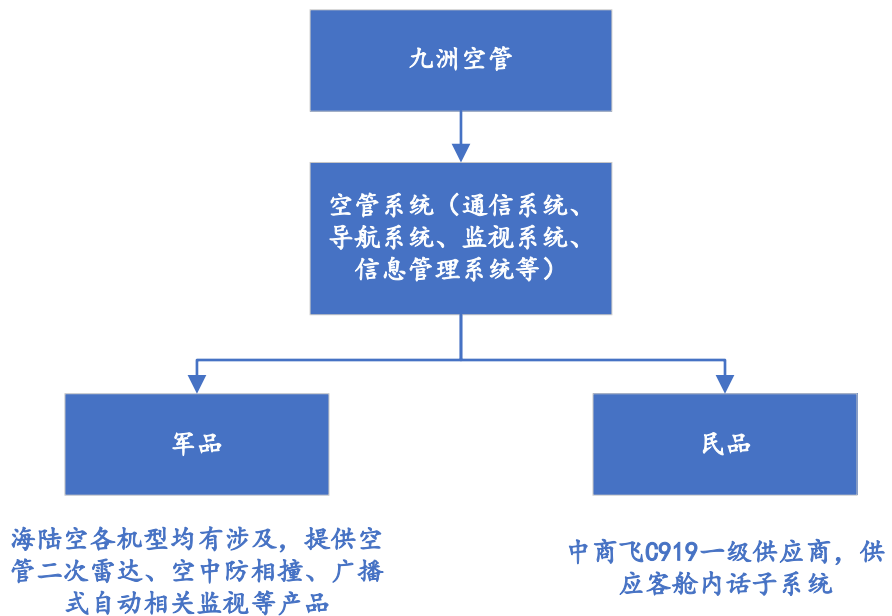 九洲空管
空管系统（通信系统、
导航系统、监视系统、
信息管理系统等）
军品
民品
海陆空各机型均有涉及，提供空
管二次雷达、空中防相撞、广播
式自动相关监视等产品
中商飞C919一级供应商，供
应客舱内话子系统